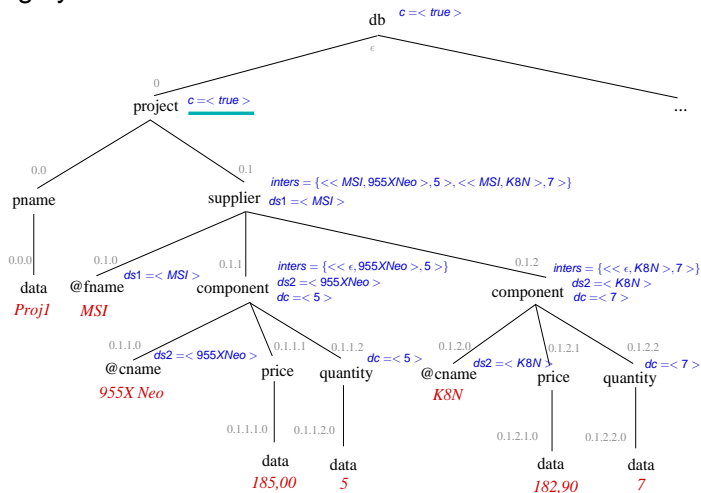 db c =< true >
ϵ
0
project c =< true >
...
0.0
0.1
inters = {<< MSI, 955XNeo >, 5 >, << MSI, K8N >, 7 >}
pname
supplier
ds1 =< MSI >
0.0.0
0.1.0
0.1.1
0.1.2
inters = {<< ϵ, 955XNeo >, 5 >}
inters = {<< ϵ, K8N >, 7 >}
data
@fname
ds1 =< MSI >
component
ds2 =< 955XNeo >
component
ds2 =< K8N >
Proj1
MSI
dc =< 5 >
dc =< 7 >
0.1.1.0
0.1.1.1
0.1.1.2
0.1.2.0
0.1.2.1
0.1.2.2
@cname
ds2 =< 955XNeo >
price
quantity
dc =< 5 >
@cname
ds2 =< K8N >
price
quantity
dc =< 7 >
955X Neo
K8N
0.1.1.1.0
0.1.1.2.0
0.1.2.1.0
0.1.2.2.0
data
data
data
data
185,00
5
182,90
7